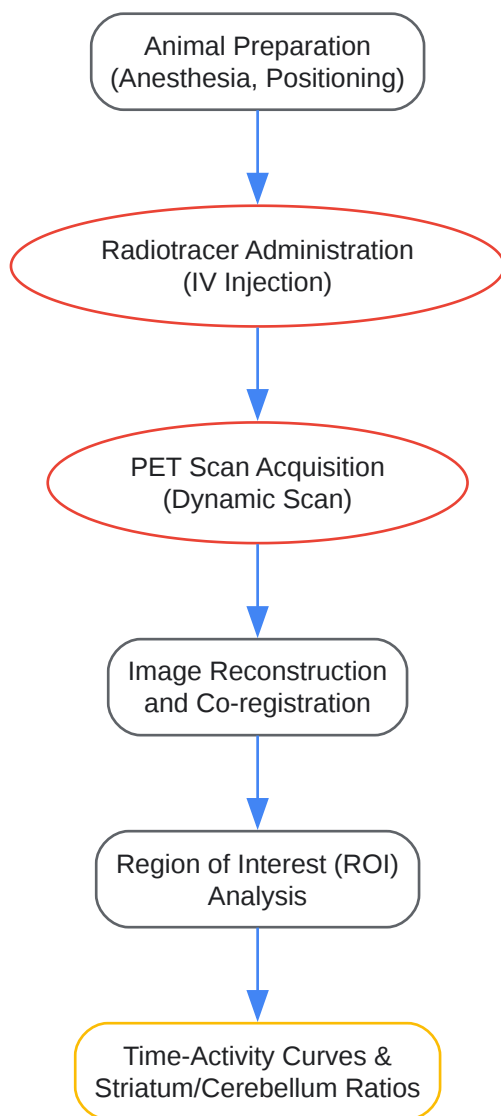 Animal Preparation
(Anesthesia, Positioning)
Radiotracer Administration
(IV Injection)
PET Scan Acquisition
(Dynamic Scan)
Image Reconstruction
and Co-registration
Region of Interest (ROI)
Analysis
Time-Activity Curves &
Striatum/Cerebellum Ratios